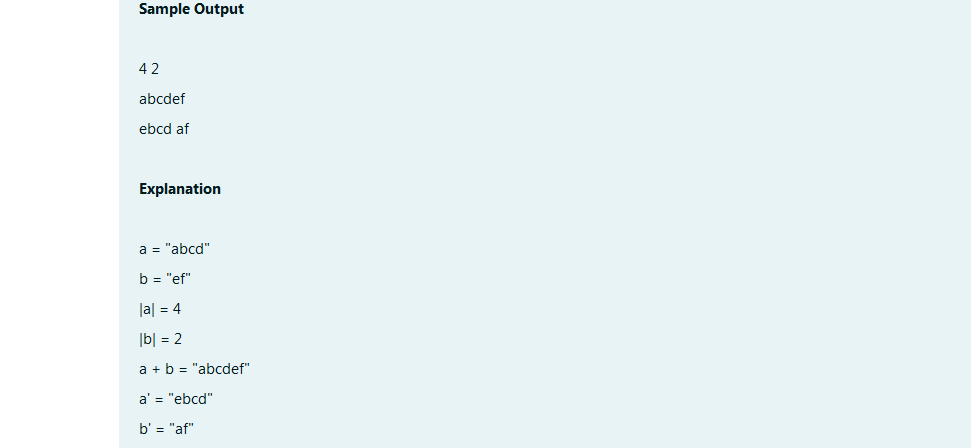 Sample Output
4 2
abcdef
ebcd af
Explanation
a = "abcd"
b = "ef"
|a| = 4
|b| = 2
a + b = "abcdef"
a' = "ebcd"
b' = "af"